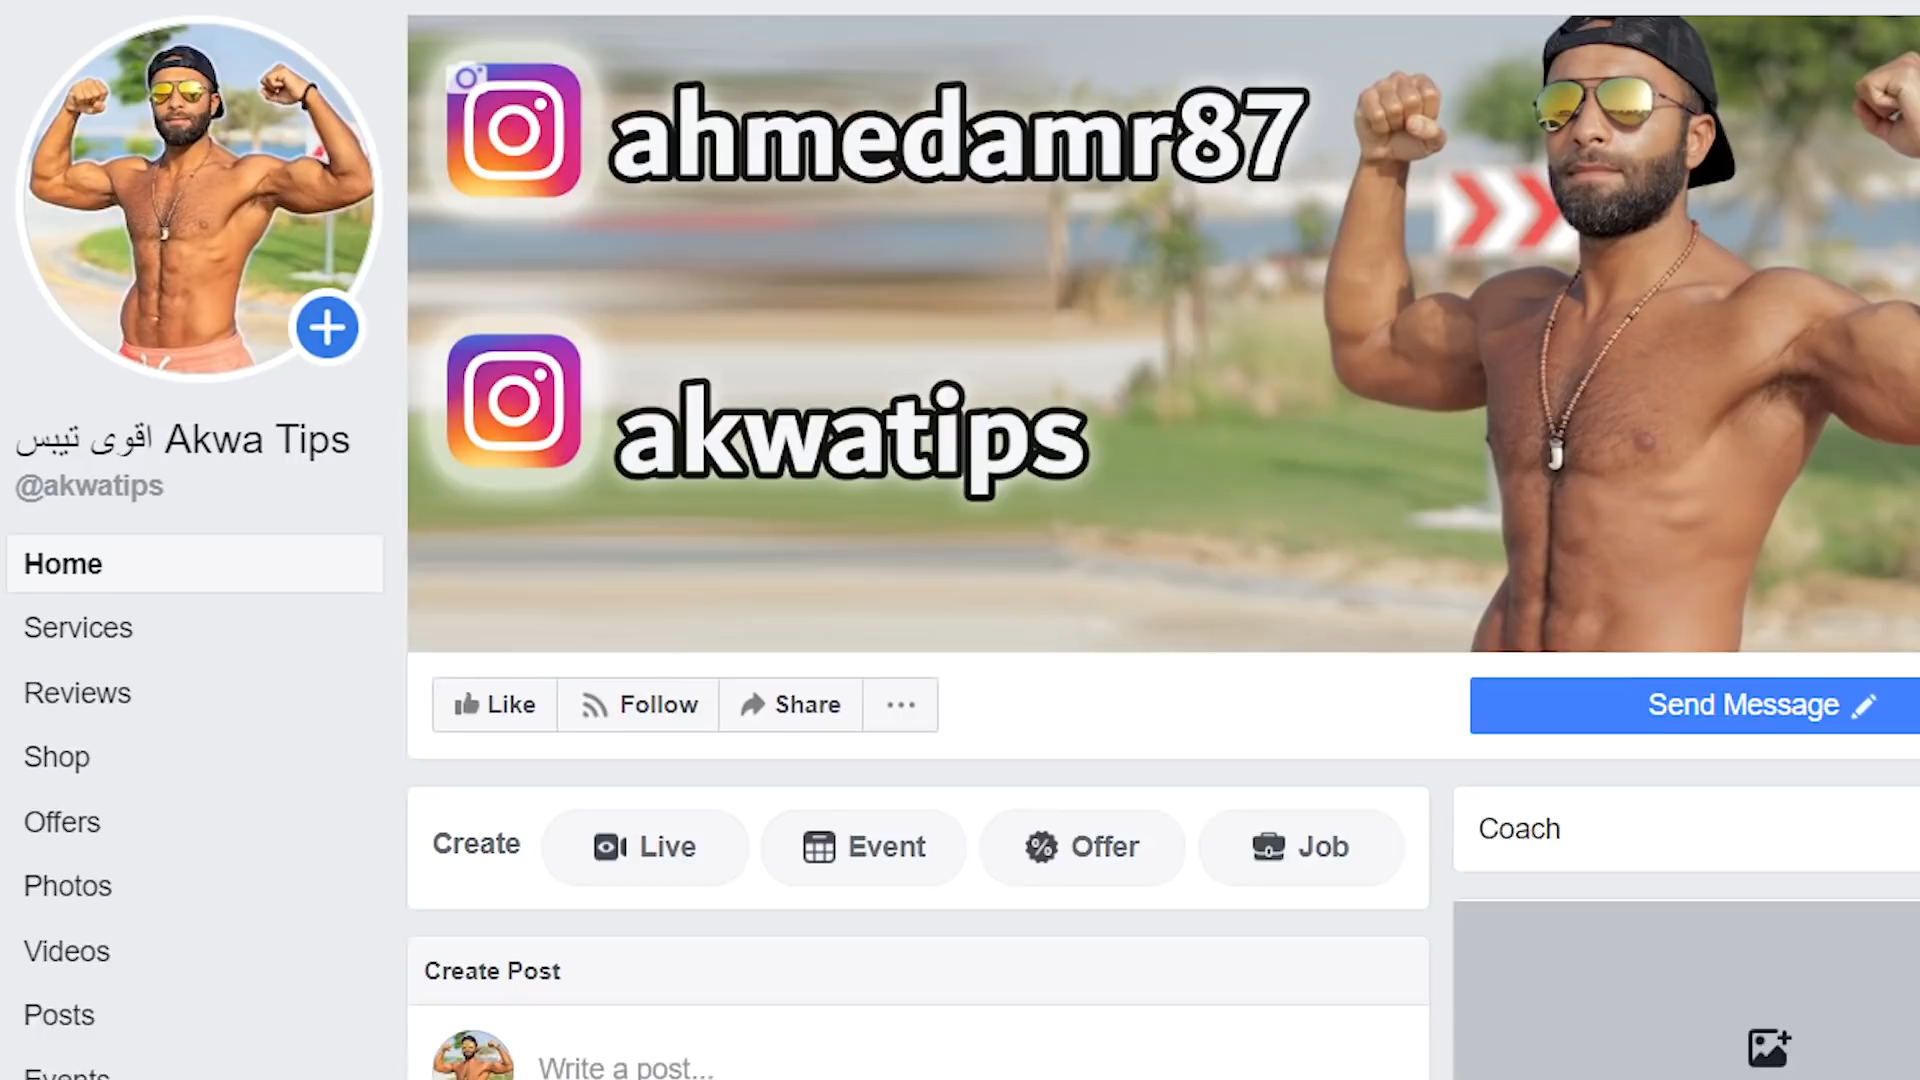 ahmedamr87
akwatips
اقوى تيبس Akwa Tips
@akwatips
Home
Services
Reviews
Shop
Offers
Photos
Videos
Posts
Events
Like
Follow
Share
Send Message
Create
Live
Event
Offer
Job
Coach
Create Post
Write a post...